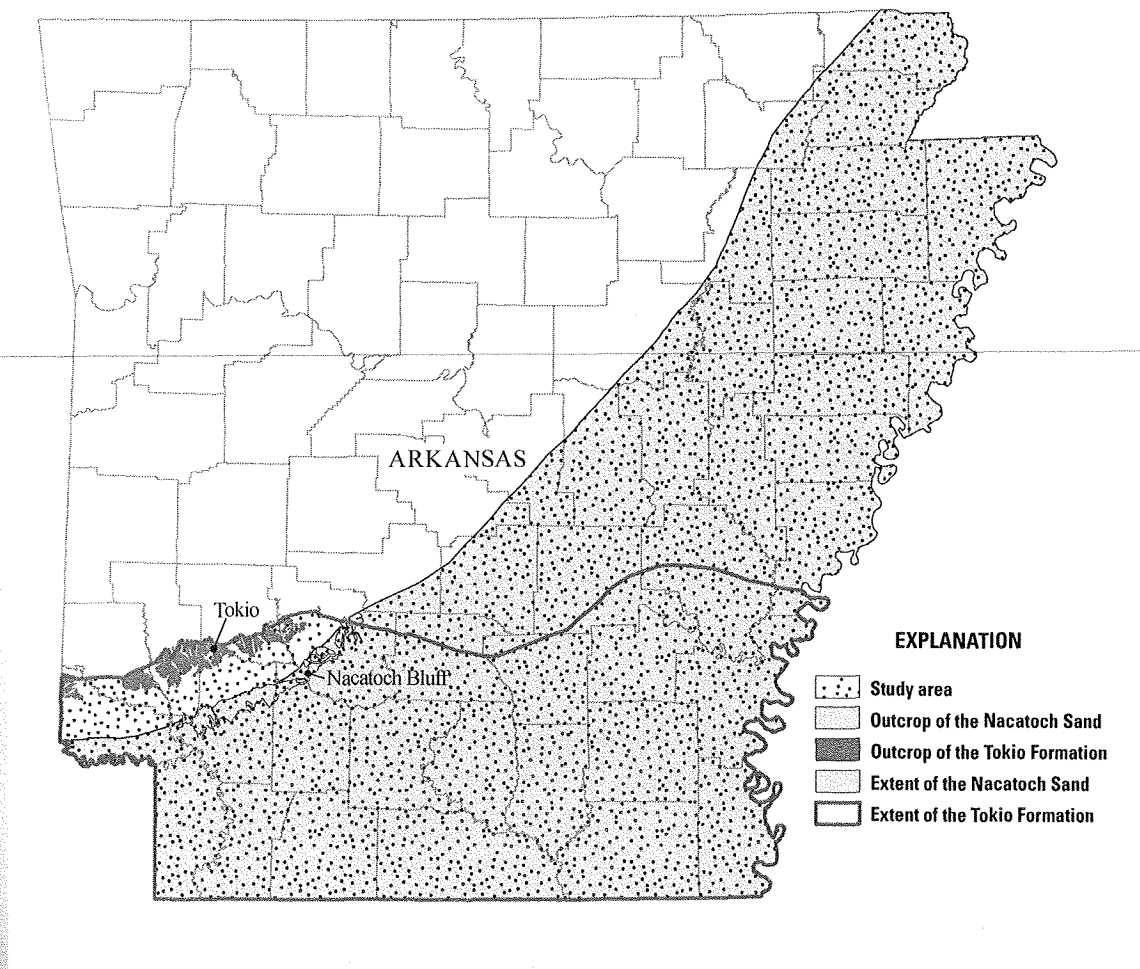 ARKANSAS
Tokio
Nacatoch Bluff
EXPLANATION
Study area
Outcrop of the Nacatoch Sand
Outcrop of the Tokio Formation
Extent of the Nacatoch Sand
Extent of the Tokio Formation